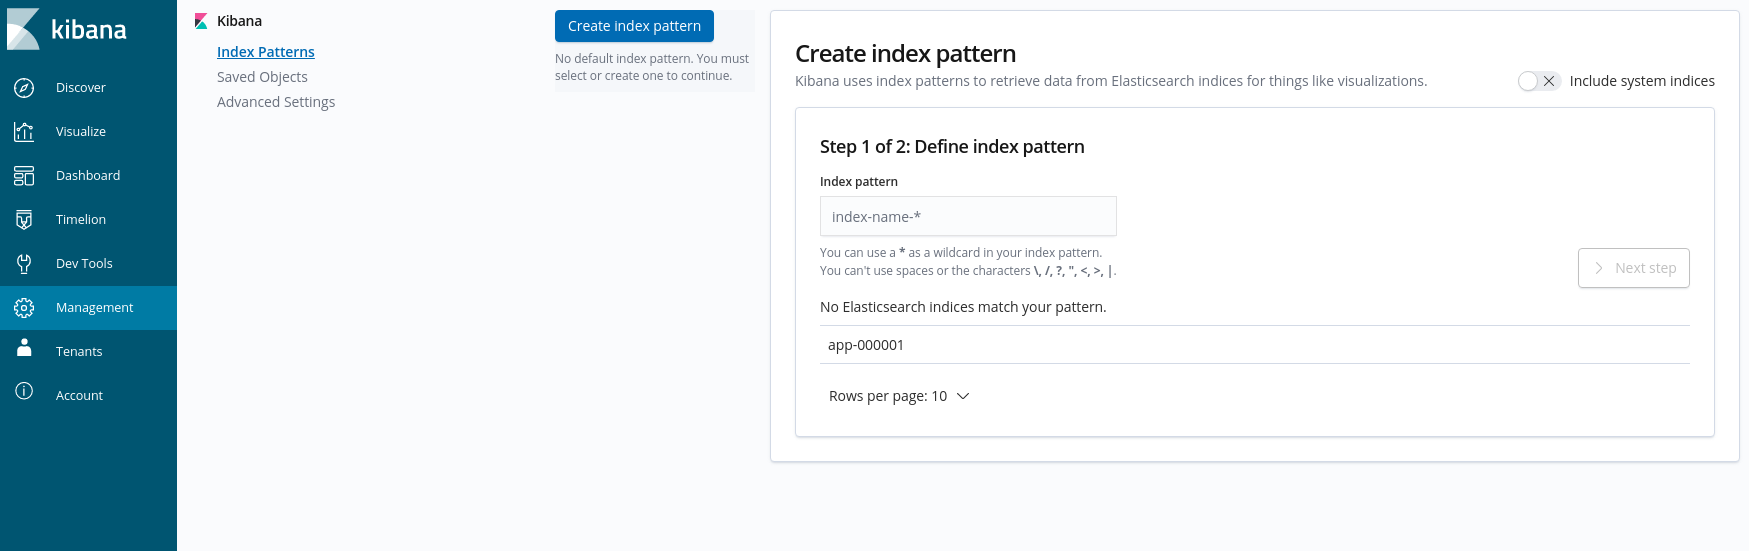 kibana
Discover
Visualize
Dashboard
Timelion
Dev Tools
Management
Tenants
Account
Kibana
Index Patterns
Saved Objects
Advanced Settings
Create index pattern
No default index pattern. You must
select or create one to continue.
Create index pattern
Kibana uses index patterns to retrieve data from Elasticsearch indices for things like visualizations.
Include system indices
Step 1 of 2: Define index pattern
Index pattern
index-name-*
You can use a * as a wildcard in your index pattern.
You can't use spaces or the characters \, /, ?, ", <, >, |.
Next step
No Elasticsearch indices match your pattern.
app-000001
Rows per page: 10